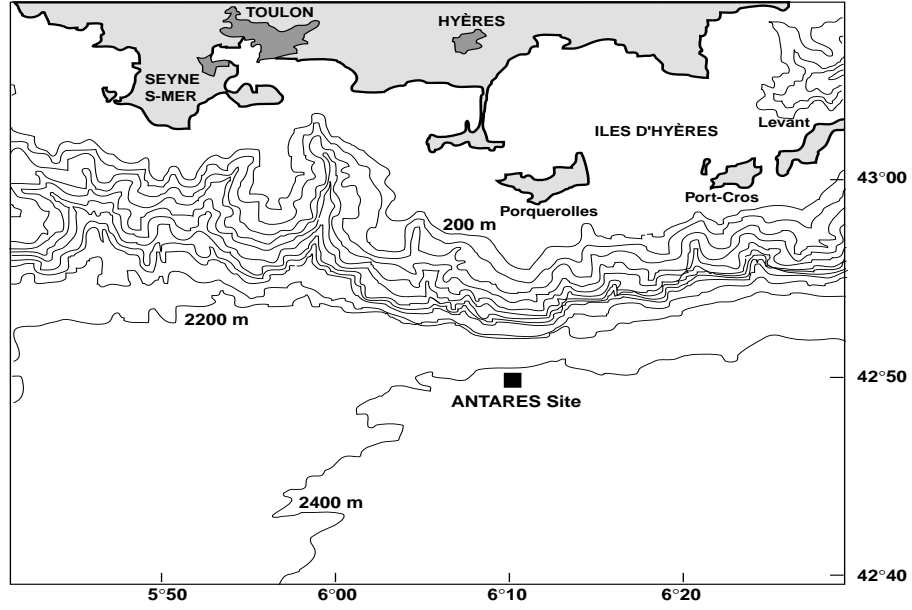 TOULON
HYÈRES
SEYNE
S-MER
ILES D'HYÈRES
Levant
43°00
Port-Cros
Porquerolles
200 m
2200 m
42°50
ANTARES Site
2400 m
42°40
5°50
6°00
6°10
6°20